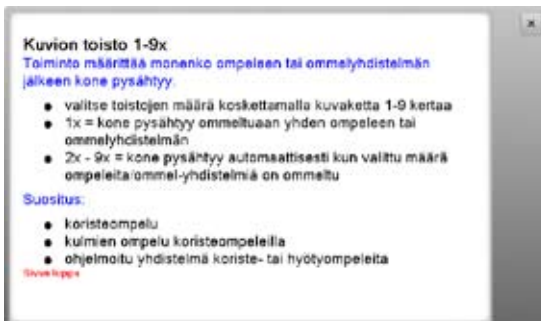 Kuvion toisto 1-9x
Toiminto määrittää monenko ompeleen tai ommelyhdistelmän
jälkeen kone pysähtyy.
• valitse toistojen määrä koskettamalla kuvaketta 1-9 kertaa
• 1x = kone pysähtyy ommeltuaan yhden ompeleen tai
ommelyhdistelmän
• 2x - 9x = kone pysähtyy automaattisesti kun valittu määrä
ompeleita/ommel-yhdistelmiä on ommeltu
Suositus:
• koristeompelu
• kulmien ompelu koristeompeleilla
• ohjelmoitu yhdistelmä koriste- tai hyötyompeleita
Sivun loppu